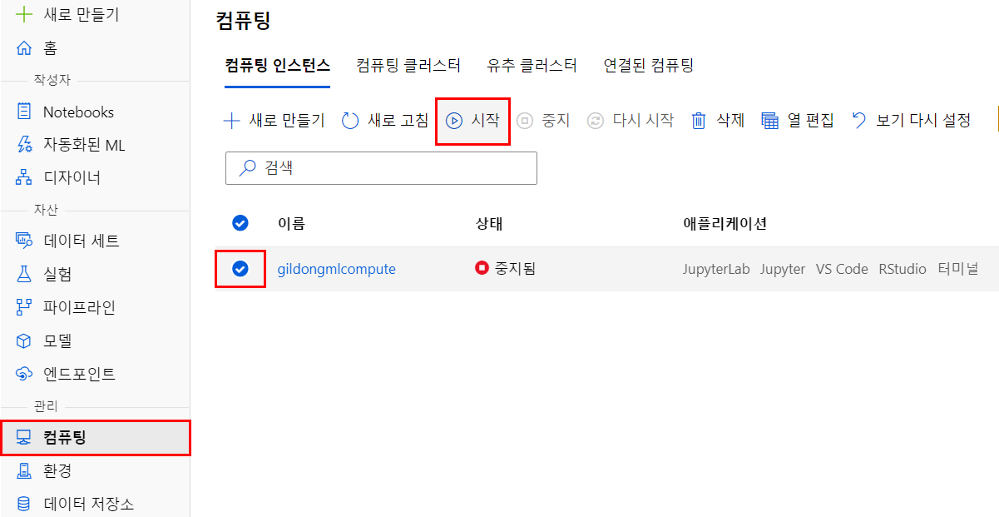 새로 만들기
홈
작성자
Notebooks
자동화된 ML
디자이너
자산
데이터 세트
실험
파이프라인
모델
엔드포인트
관리
컴퓨팅
환경
데이터 저장소
컴퓨팅
컴퓨팅 인스턴스 컴퓨팅 클러스터 유추 클러스터 연결된 컴퓨팅
새로 만들기 새로 고침 시작 중지 다시 시작 삭제 열 편집 보기 다시 설정
검색
이름 상태 애플리케이션
gildongmlcompute 중지됨 JupyterLab Jupyter VS Code RStudio 터미널